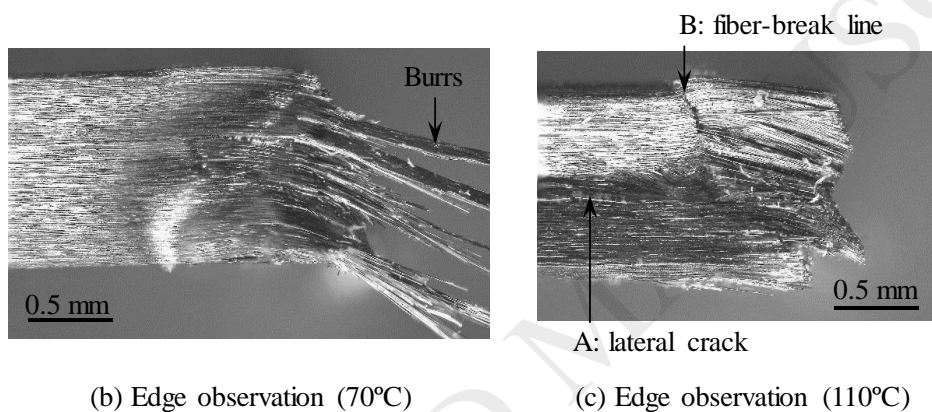 B: fiber-break line
Burrs
0.5 mm
0.5 mm
A: lateral crack
(b) Edge observation (70ºC)
(c) Edge observation (110ºC)